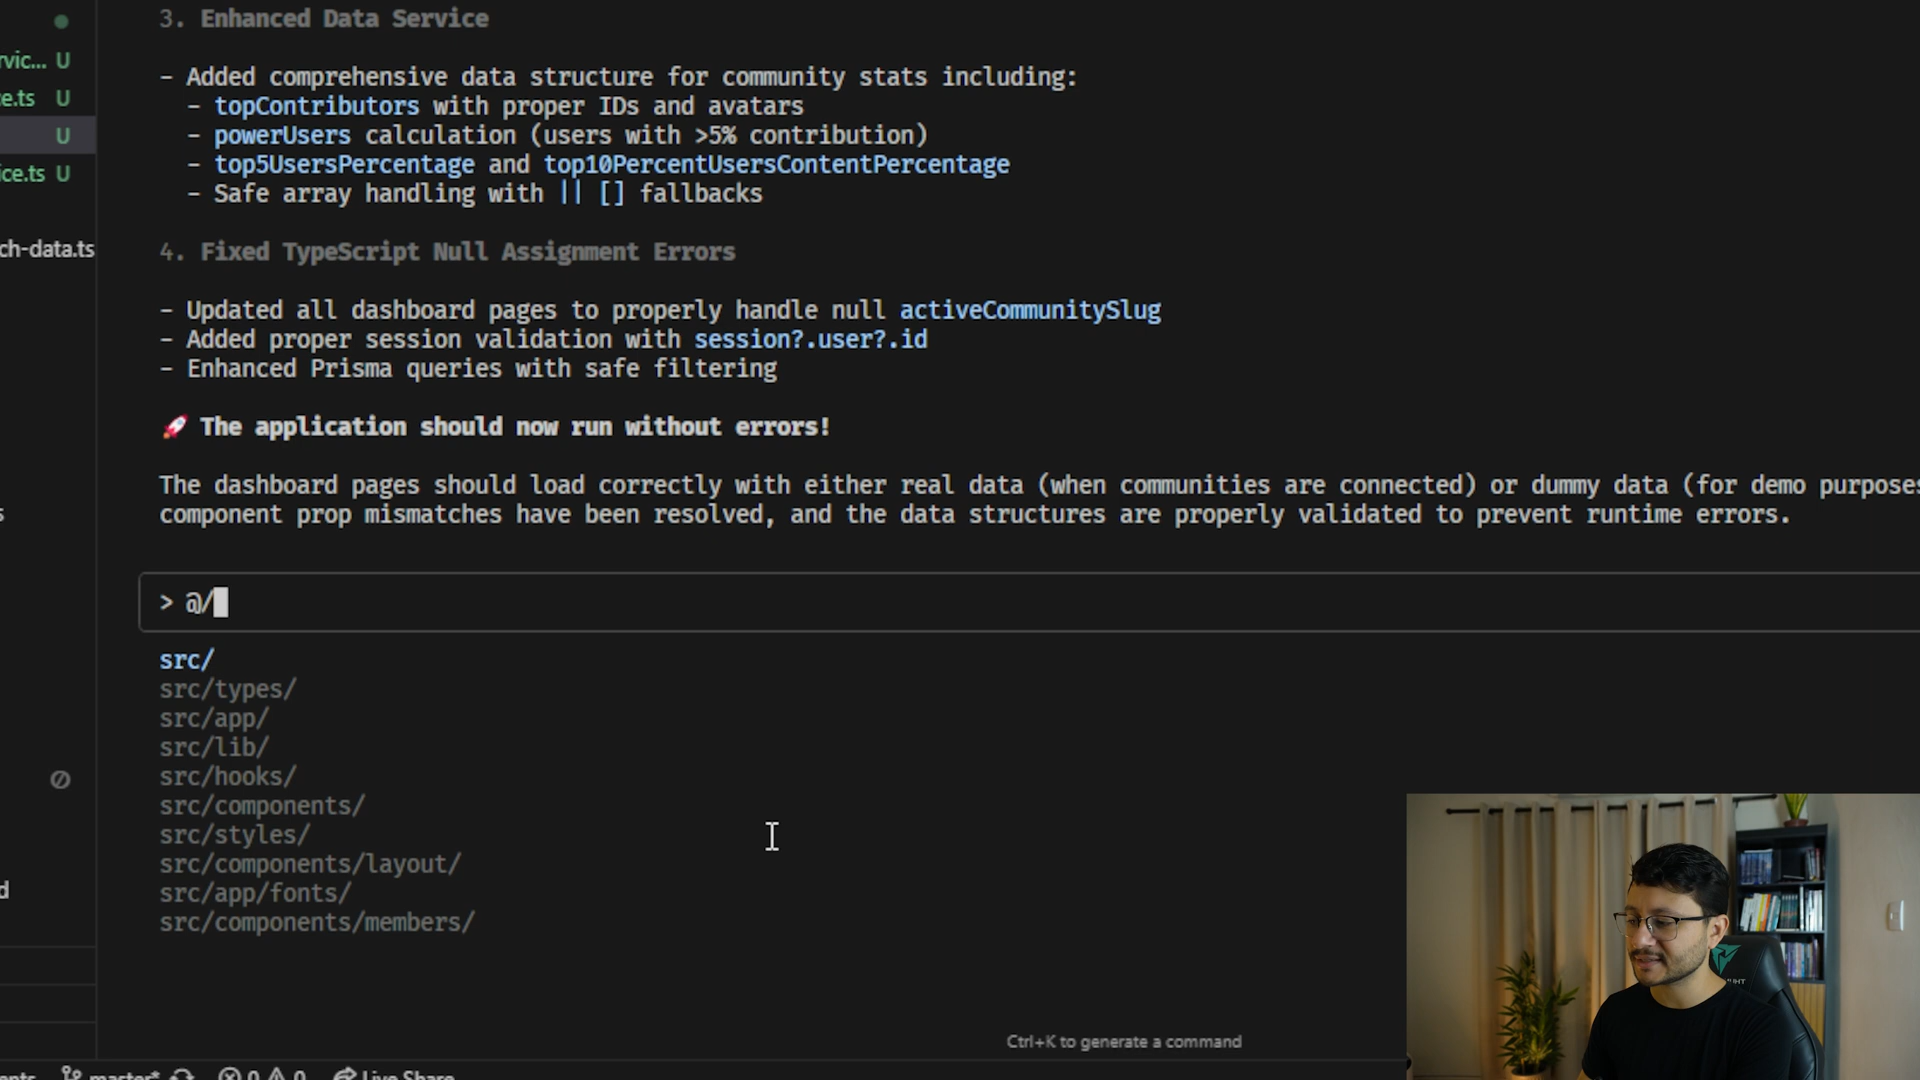 3. Enhanced Data Service
rvic... U
- Added comprehensive data structure for community stats including:
e.ts U
- topContributors with proper IDs and avatars
U
- powerUsers calculation (users with >5% contribution)
- top5UsersPercentage and top10PercentUsersContentPercentage
ice.ts U
- Safe array handling with || [] fallbacks
ch-data.ts
4. Fixed TypeScript Null Assignment Errors
- Updated all dashboard pages to properly handle null activeCommunitySlug
- Added proper session validation with session?.user?.id
- Enhanced Prisma queries with safe filtering
🚀 The application should now run without errors!
The dashboard pages should load correctly with either real data (when communities are connected) or dummy data (for demo purposes
component prop mismatches have been resolved, and the data structures are properly validated to prevent runtime errors.
s
> @/
src/
src/types/
src/app/
src/lib/
src/hooks/
src/components/
src/styles/
src/components/layout/
src/app/fonts/
d
src/components/members/
Ctrl+K to generate a command
ents master* 0 0 Live Share